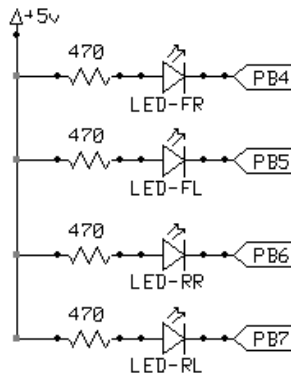 +5v
470
PB4
LED-FR
470
PB5
LED-FL
470
PB6
LED-RR
470
PB7
LED-RL